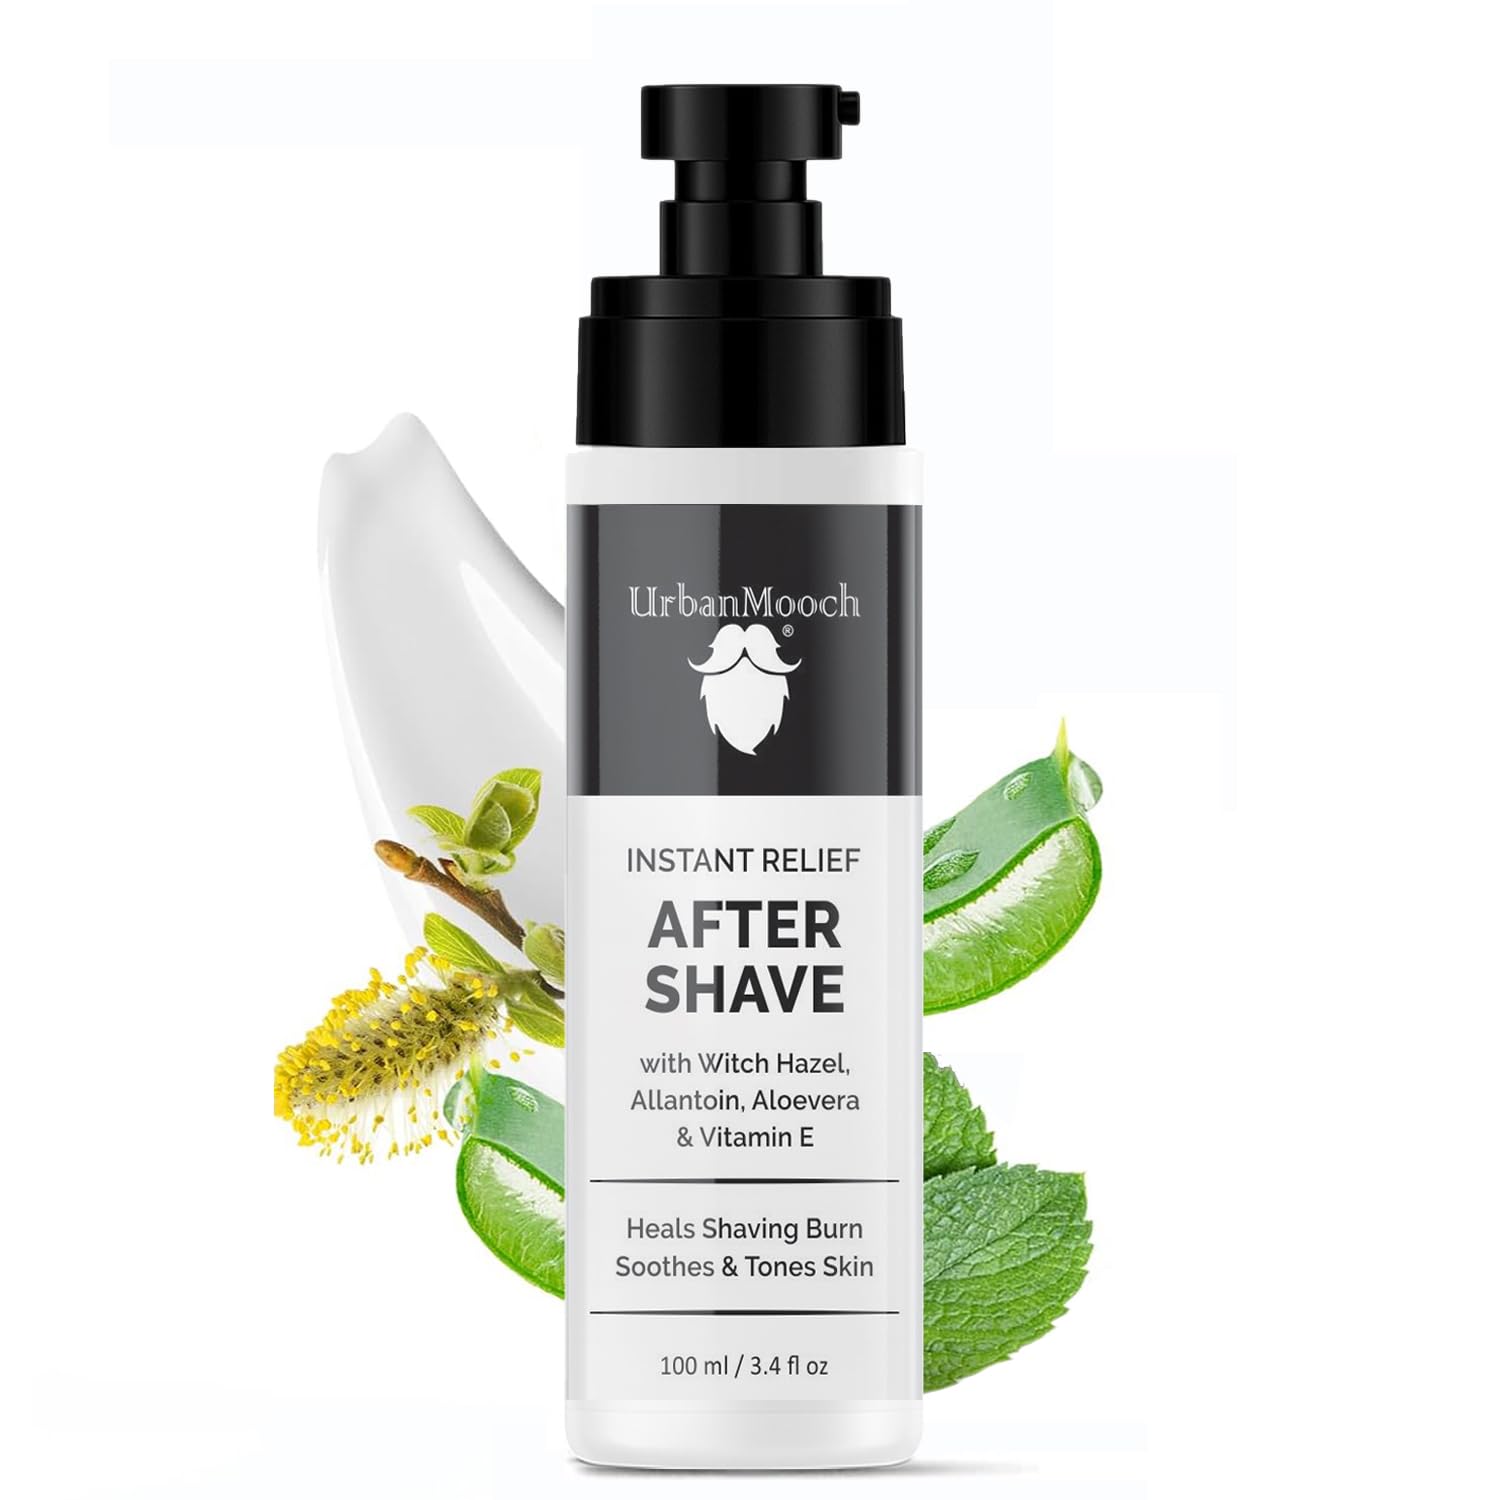 UrbanMooch
®
INSTANT RELIEF
AFTER
SHAVE
with Witch Hazel,
Allantoin, Aloevera
& Vitamin E
Heals Shaving Burn
Soothes & Tones Skin
100 ml / 3.4 fl oz